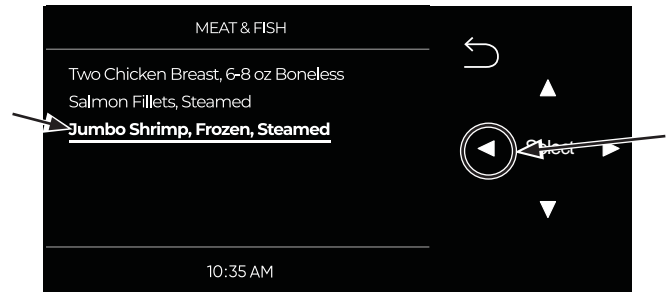 MEAT & FISH
Two Chicken Breast, 6-8 oz Boneless
Salmon Fillets, Steamed
Jumbo Shrimp, Frozen, Steamed
Select
10:35 AM